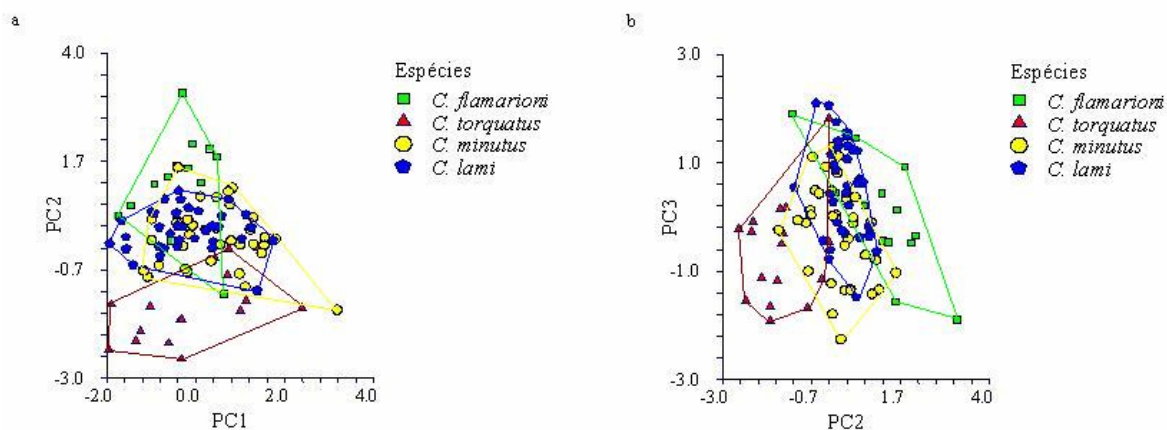 a
4.0
1.7
-0.7
-3.0
PC2
-2.0 0.0 2.0 4.0
PC1
Espécies
C. flamarioni
C. torquatus
C. minutus
C. lami
b
3.0
1.0
-1.0
-3.0
PC3
-3.0 -0.7 1.7 4.0
PC2
Espécies
C. flamarioni
C. torquatus
C. minutus
C. lami